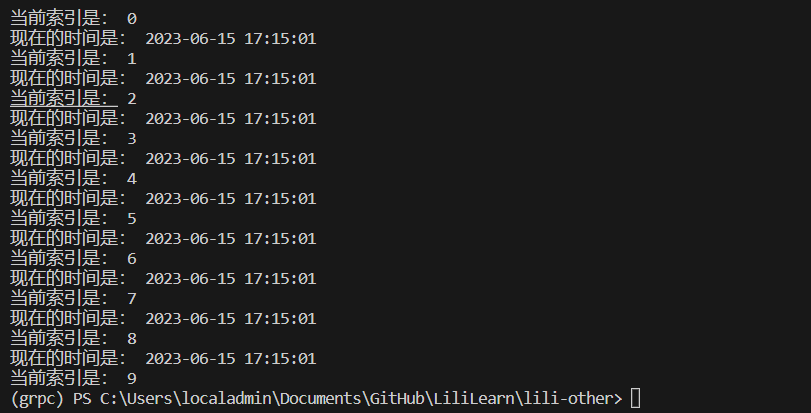 当前索引是： 0
现在的时间是： 2023-06-15 17:15:01
当前索引是： 1
现在的时间是： 2023-06-15 17:15:01
当前索引是： 2
现在的时间是： 2023-06-15 17:15:01
当前索引是： 3
现在的时间是： 2023-06-15 17:15:01
当前索引是： 4
现在的时间是： 2023-06-15 17:15:01
当前索引是： 5
现在的时间是： 2023-06-15 17:15:01
当前索引是： 6
现在的时间是： 2023-06-15 17:15:01
当前索引是： 7
现在的时间是： 2023-06-15 17:15:01
当前索引是： 8
现在的时间是： 2023-06-15 17:15:01
当前索引是： 9
(grpc) PS C:\Users\localadmin\Documents\GitHub\LiliLearn\lili-other>